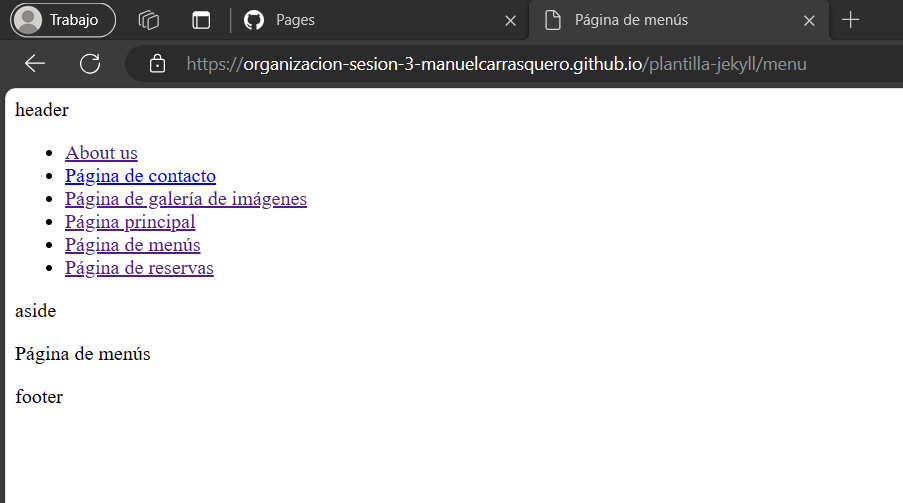 Trabajo
Pages
Página de menús
https://organizacion-sesion-3-manuelcarrasquero.github.io/plantilla-jekyll/menu
header
About us
Página de contacto
Página de galería de imágenes
Página principal
Página de menús
Página de reservas
aside
Página de menús
footer